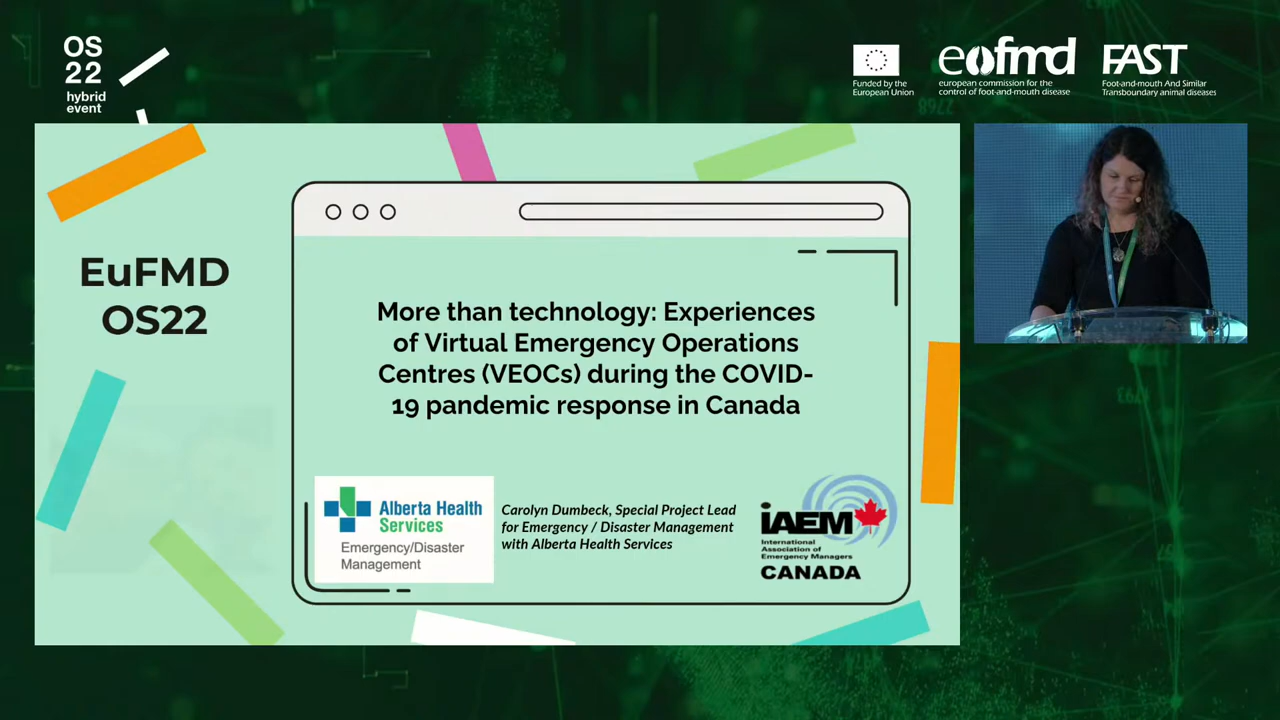 OS
22
hybrid
event
Funded by the
European Union
eofmd
european commission for the
control of foot-and-mouth disease
FAST
Foot-and-mouth And Similar
Transboundary animal diseases
EuFMD
OS22
More than technology: Experiences
of Virtual Emergency Operations
Centres (VEOCs) during the COVID-
19 pandemic response in Canada
Alberta Health
Services
Emergency/Disaster
Management
Carolyn Dumbeck, Special Project Lead
for Emergency / Disaster Management
with Alberta Health Services
iAEM
International
Association of
Emergency Managers
CANADA